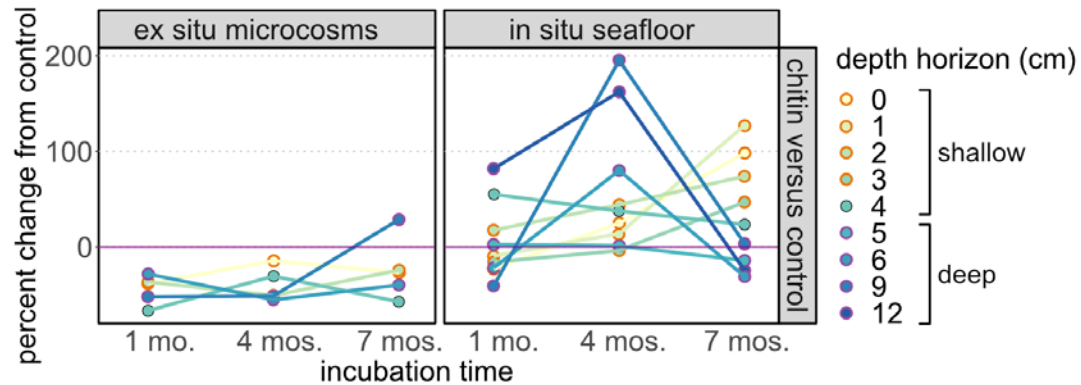 ex situ microcosms
in situ seafloor
percent change from control
200
100
0
1 mo.
4 mos.
7 mos.
1 mo.
4 mos.
7 mos.
incubation time
chitin versus control
depth horizon (cm)
0
1
2
3
4
5
6
9
12
shallow
deep